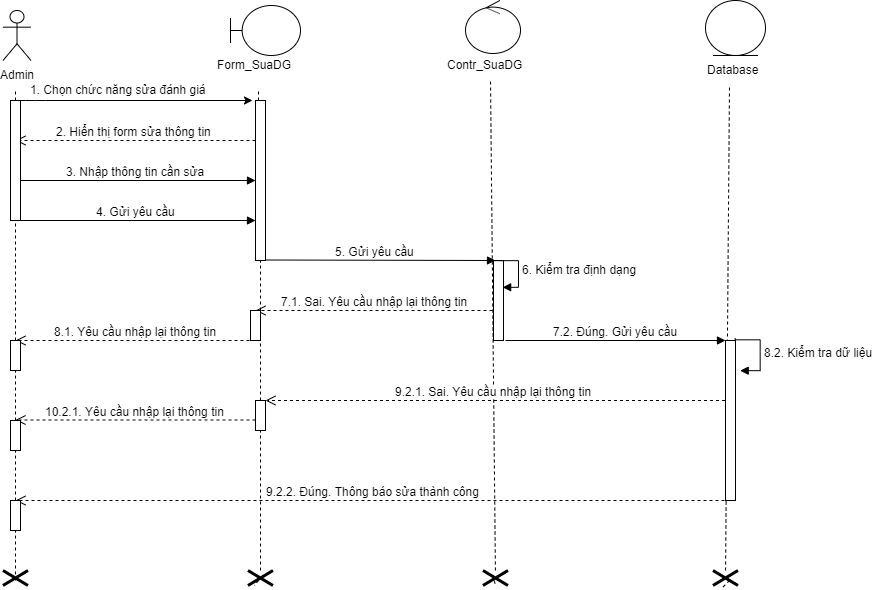 Admin
Form_SuaDG
Contr_SuaDG
Database
1. Chọn chức năng sửa đánh giá
2. Hiển thị form sửa thông tin
3. Nhập thông tin cần sửa
4. Gửi yêu cầu
5. Gửi yêu cầu
6. Kiểm tra định dạng
7.1. Sai. Yêu cầu nhập lại thông tin
8.1. Yêu cầu nhập lại thông tin
7.2. Đúng. Gửi yêu cầu
8.2. Kiểm tra dữ liệu
9.2.1. Sai. Yêu cầu nhập lại thông tin
10.2.1. Yêu cầu nhập lại thông tin
9.2.2. Đúng. Thông báo sửa thành công